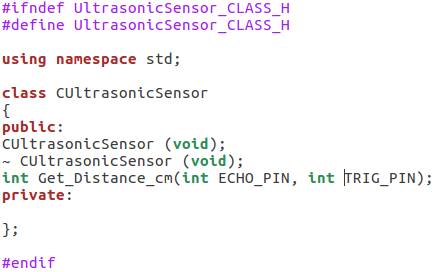 #ifndef UltrasonicSensor_CLASS_H
#define UltrasonicSensor_CLASS_H
using namespace std;
class CUltrasonicSensor
{
public:
CUltrasonicSensor (void);
~ CUltrasonicSensor (void);
int Get_Distance_cm(int ECHO_PIN, int TRIG_PIN);
private:
};
#endif